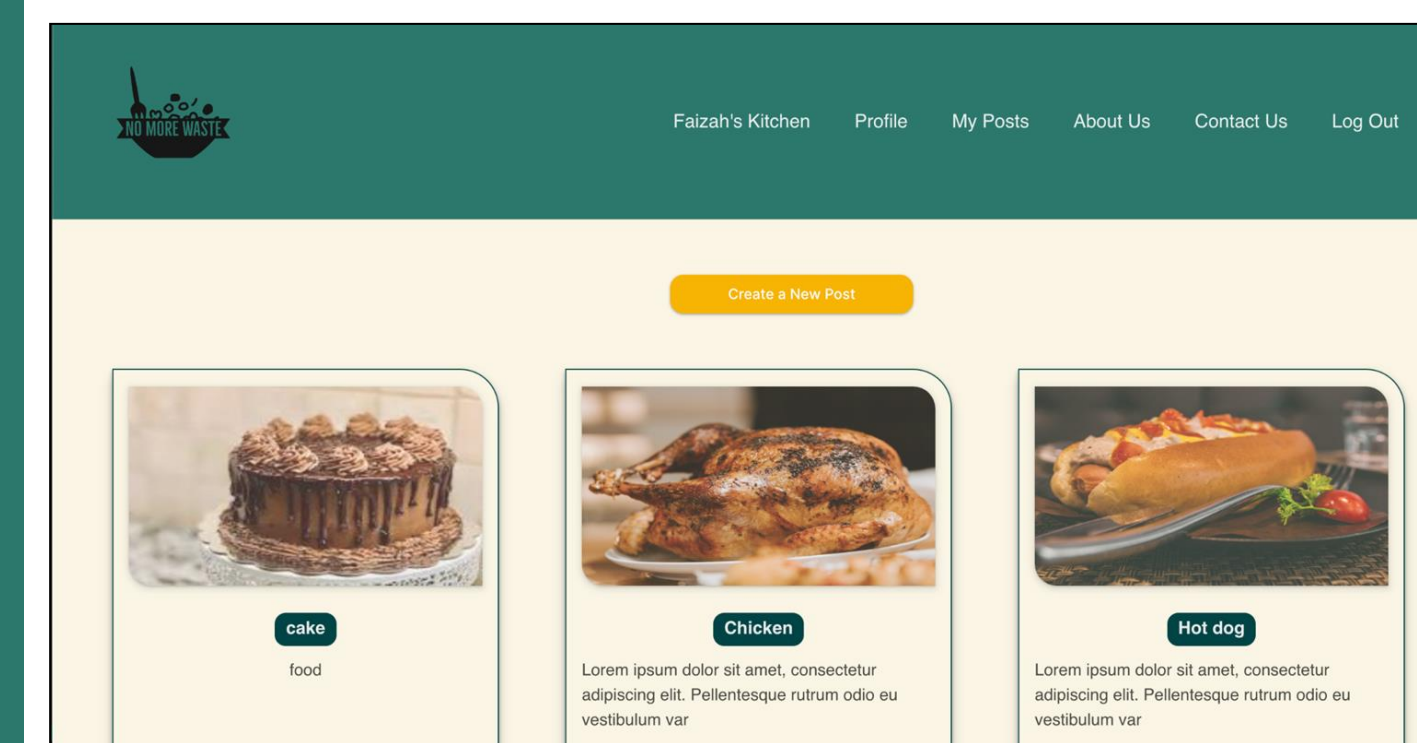 NO MORE WASTE
Faizah's Kitchen Profile My Posts About Us Contact Us Log Out
Create a New Post
cake
food
Chicken
Lorem ipsum dolor sit amet, consectetur
adipiscing elit. Pellentesque rutrum odio eu
vestibulum var
Hot dog
Lorem ipsum dolor sit amet, consectetur
adipiscing elit. Pellentesque rutrum odio eu
vestibulum var